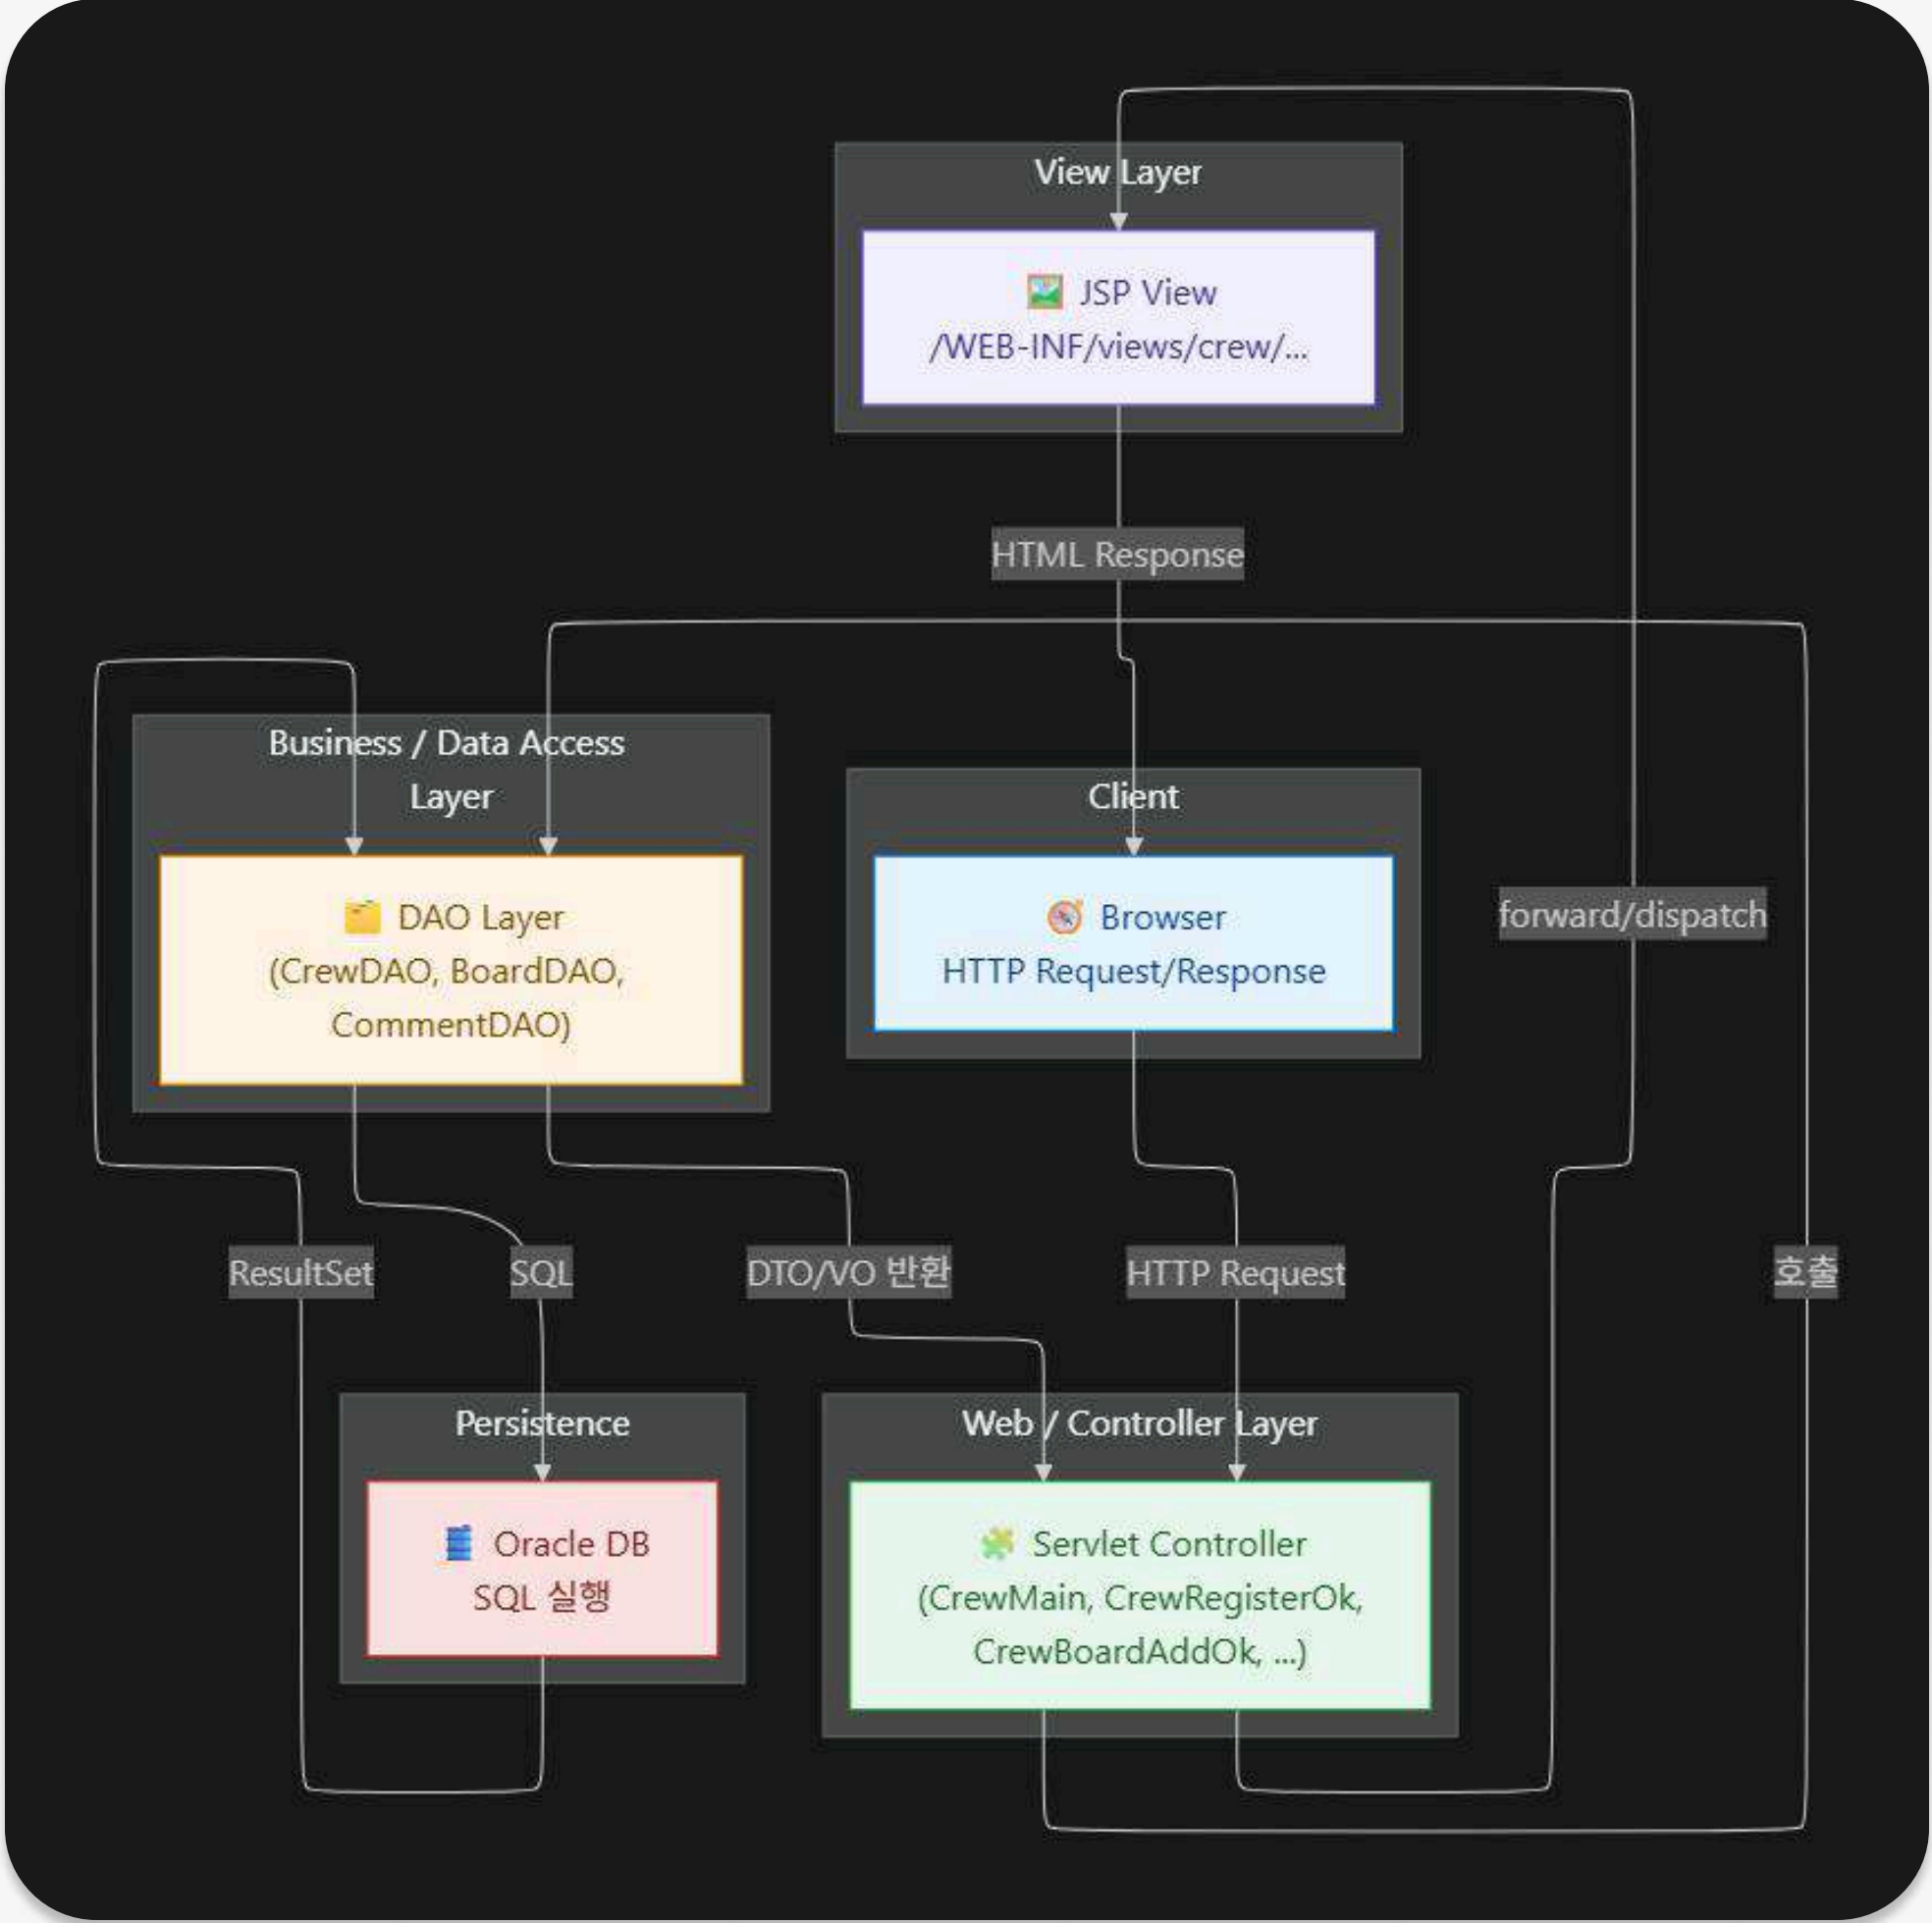 View Layer
JSP View
/WEB-INF/views/crew/...
HTML Response
Business / Data Access
Layer
DAO Layer
(CrewDAO, BoardDAO,
CommentDAO)
Client
Browser
HTTP Request/Response
forward/dispatch
ResultSet
SQL
DTO/VO 반환
HTTP Request
호출
Persistence
Oracle DB
SQL 실행
Web / Controller Layer
Servlet Controller
(CrewMain, CrewRegisterOk,
CrewBoardAddOk, ...)